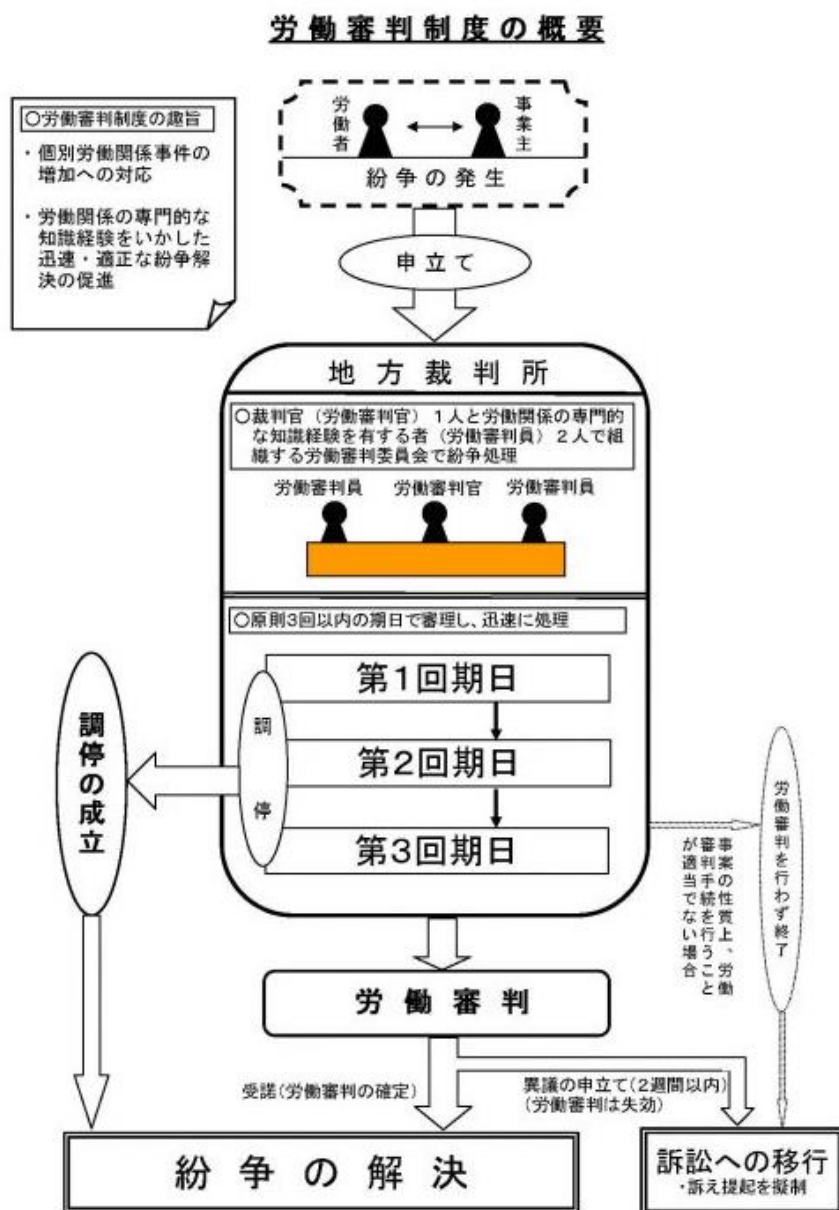 労働審判制度の概要
労働者
事業主
紛争の発生
○労働審判制度の趣旨
・個別労働関係事件の
増加への対応
・労働関係の専門的な
知識経験をいかした
迅速・適正な紛争解
決の促進
申立て
地方裁判所
○裁判官（労働審判官）１人と労働関係の専門的
な知識経験を有する者（労働審判員）２人で組
織する労働審判委員会で紛争処理
労働審判員
労働審判官
労働審判員
○原則3回以内の期日で審理し、迅速に処理
第１回期日
第２回期日
第３回期日
調停
調停の成立
事案の性質上、労働
審判手続を行うこと
が適当でない場合
労働審判を行わず終了
労働審判
受諾(労働審判の確定)
異議の申立て(2週間以内)
(労働審判は失効)
紛争の解決
訴訟への移行
・訴え提起を擬制